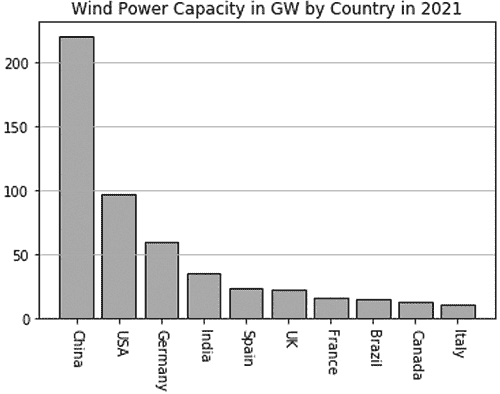 Wind Power Capacity in GW by Country in 2021
200
150
100
50
0
China
USA
Germany
India
Spain
UK
France
Brazil
Canada
Italy